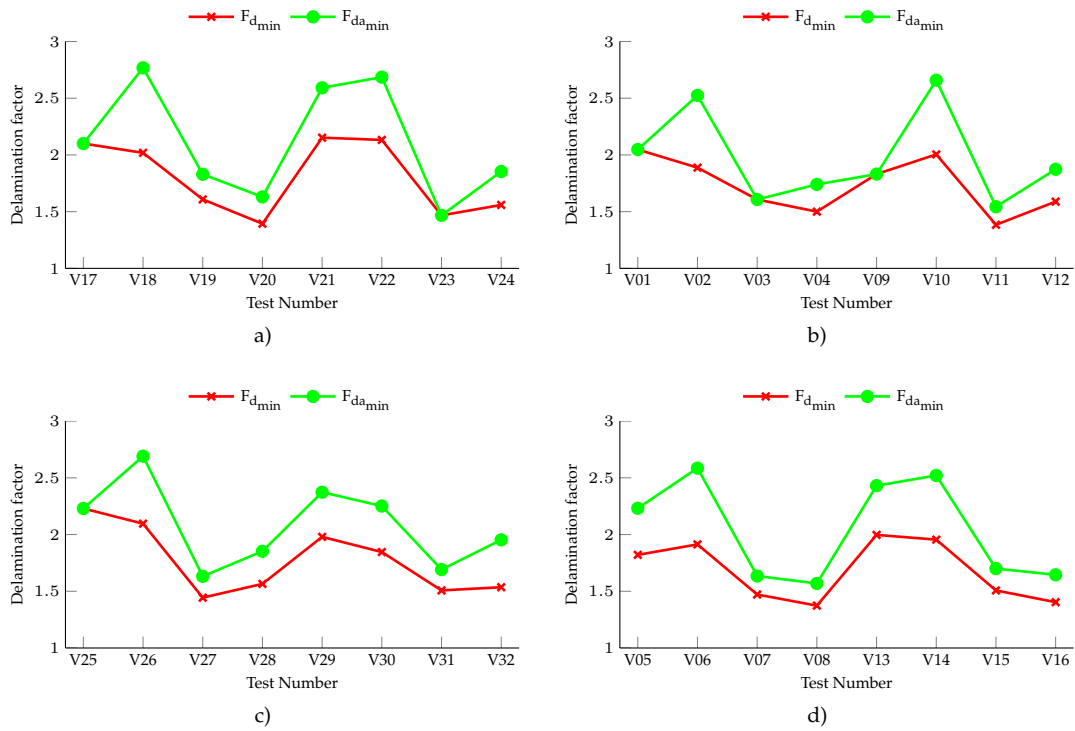 F_d_min F_da_min
3
2.5
2
1.5
1
Delamination factor
V17 V18 V19 V20 V21 V22 V23 V24
Test Number
a)
F_d_min F_da_min
3
2.5
2
1.5
1
Delamination factor
V01 V02 V03 V04 V09 V10 V11 V12
Test Number
b)
F_d_min F_da_min
3
2.5
2
1.5
1
Delamination factor
V25 V26 V27 V28 V29 V30 V31 V32
Test Number
c)
F_d_min F_da_min
3
2.5
2
1.5
1
Delamination factor
V05 V06 V07 V08 V13 V14 V15 V16
Test Number
d)